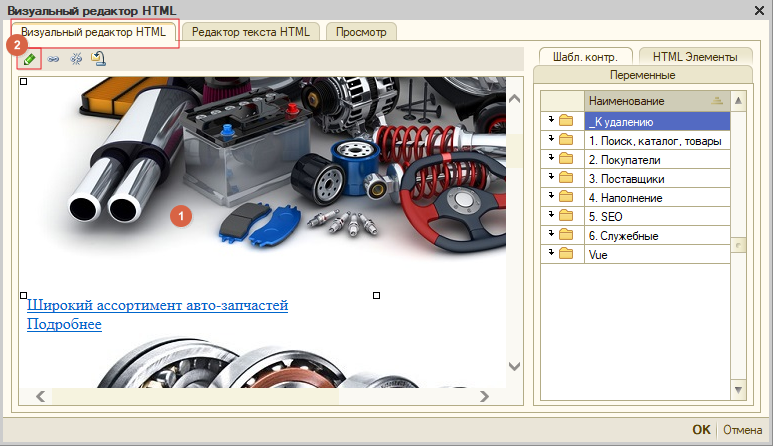 Визуальный редактор HTML
Визуальный редактор HTML
Редактор текста HTML
Просмотр
2
Шабл. контр.
HTML Элементы
Переменные
Наименование
_К удалению
1. Поиск, каталог, товары
2. Покупатели
3. Поставщики
4. Наполнение
5. SEO
6. Служебные
Vue
1
Широкий ассортимент авто-запчастей
Подробнее
OK
Отмена